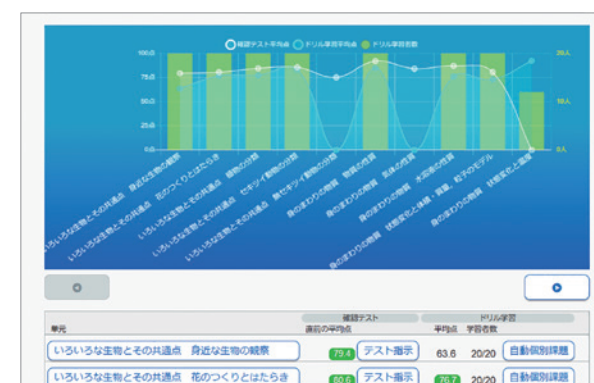 確認テスト平均点 ドリル学習平均点 ドリル学習者数
100点 20人
75点
50点 10人
25点
0点 0人
いろいろな生物とその共通点 身近な生物の観察
いろいろな生物とその共通点 花のつくりとはたらき
いろいろな生物とその共通点 植物の分類
いろいろな生物とその共通点 セキツイ動物の分類
いろいろな生物とその共通点 無セキツイ動物の分類
身のまわりの物質 物質の性質
身のまわりの物質 気体の性質
身のまわりの物質 水溶液の性質
身のまわりの物質 状態変化と体積・質量，粒子のモデル
身のまわりの物質 状態変化と温度
確認テスト ドリル学習
単元 直前の平均点 平均点 学習者数
いろいろな生物とその共通点 身近な生物の観察 79.4 テスト指示 63.6 20/20 自動個別課題
いろいろな生物とその共通点 花のつくりとはたらき テスト指示 76.7 20/20 自動個別課題